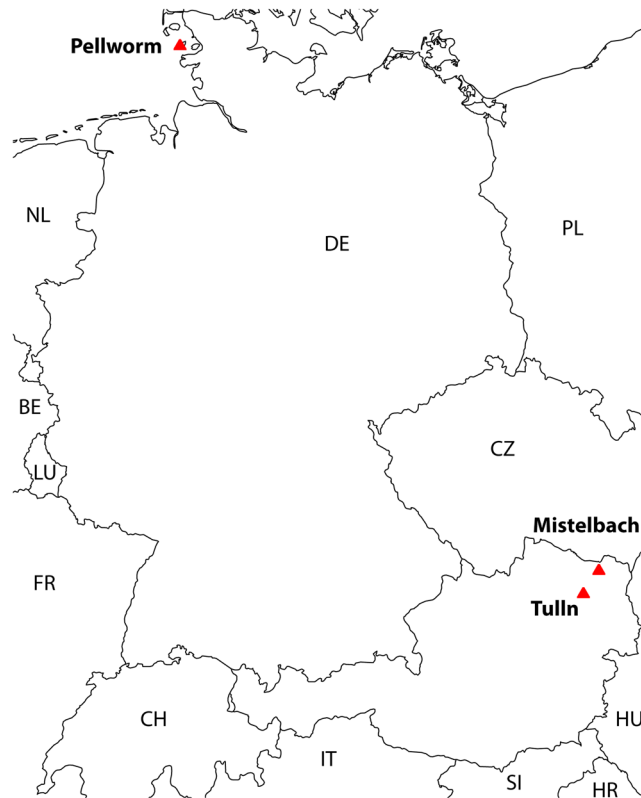 Pellworm
NL
DE
PL
BE
CZ
LU
Mistelbach
FR
Tulln
CH
HU
IT
SI
HR